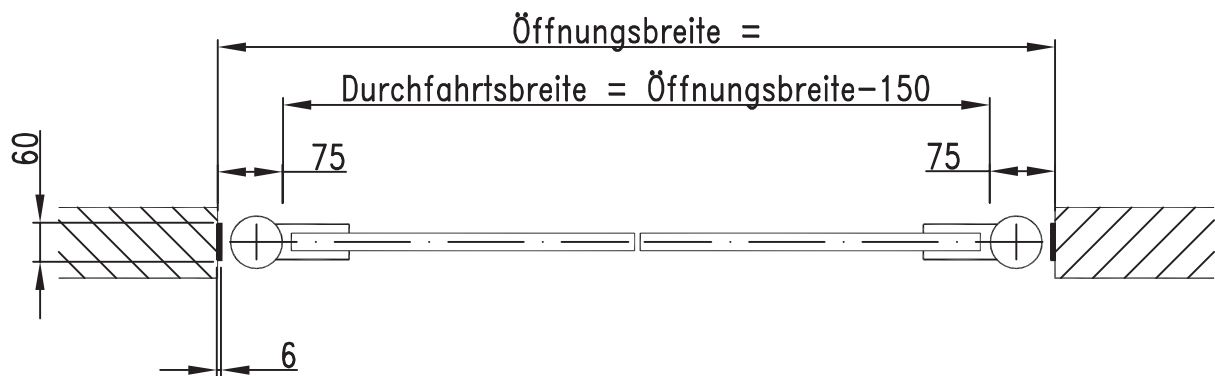 Öffnungsbreite =
Durchfahrtsbreite = Öffnungsbreite-150
60
75
75
6